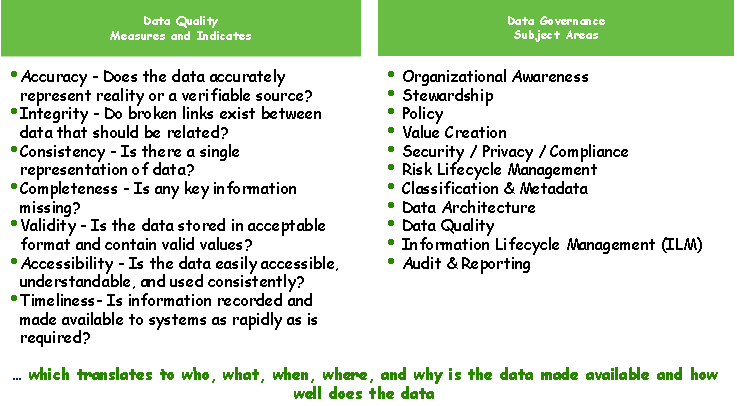 Data Quality
Measures and Indicates
• Accuracy - Does the data accurately
represent reality or a verifiable source?
• Integrity - Do broken links exist between
data that should be related?
• Consistency - Is there a single
representation of data?
• Completeness - Is any key information
missing?
• Validity - Is the data stored in acceptable
format and contain valid values?
• Accessibility - Is the data easily accessible,
understandable, and used consistently?
• Timeliness- Is information recorded and
made available to systems as rapidly as is
required?
Data Governance
Subject Areas
• Organizational Awareness
• Stewardship
• Policy
• Value Creation
• Security / Privacy / Compliance
• Risk Lifecycle Management
• Classification & Metadata
• Data Architecture
• Data Quality
• Information Lifecycle Management (ILM)
• Audit & Reporting
… which translates to who, what, when, where, and why is the data made available and how
well does the data